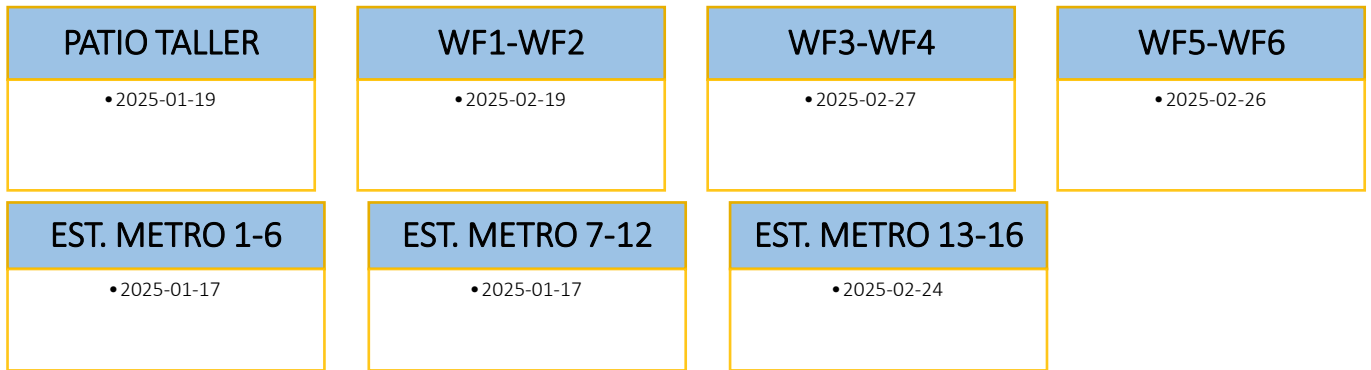 PATIO TALLER
•2025-01-19
WF1-WF2
•2025-02-19
WF3-WF4
•2025-02-27
WF5-WF6
•2025-02-26
EST. METRO 1-6
•2025-01-17
EST. METRO 7-12
•2025-01-17
EST. METRO 13-16
•2025-02-24